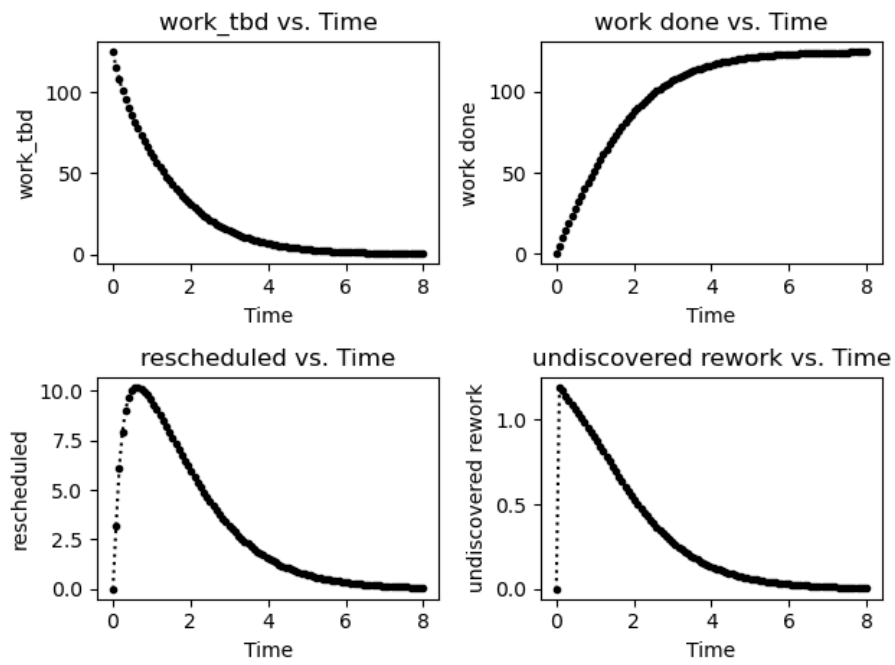 work_tbd vs. Time
work_tbd
100
50
0
0 2 4 6 8
Time
work done vs. Time
work done
100
50
0
0 2 4 6 8
Time
rescheduled vs. Time
rescheduled
10.0
7.5
5.0
2.5
0.0
0 2 4 6 8
Time
undiscovered rework vs. Time
undiscovered rework
1.0
0.5
0.0
0 2 4 6 8
Time